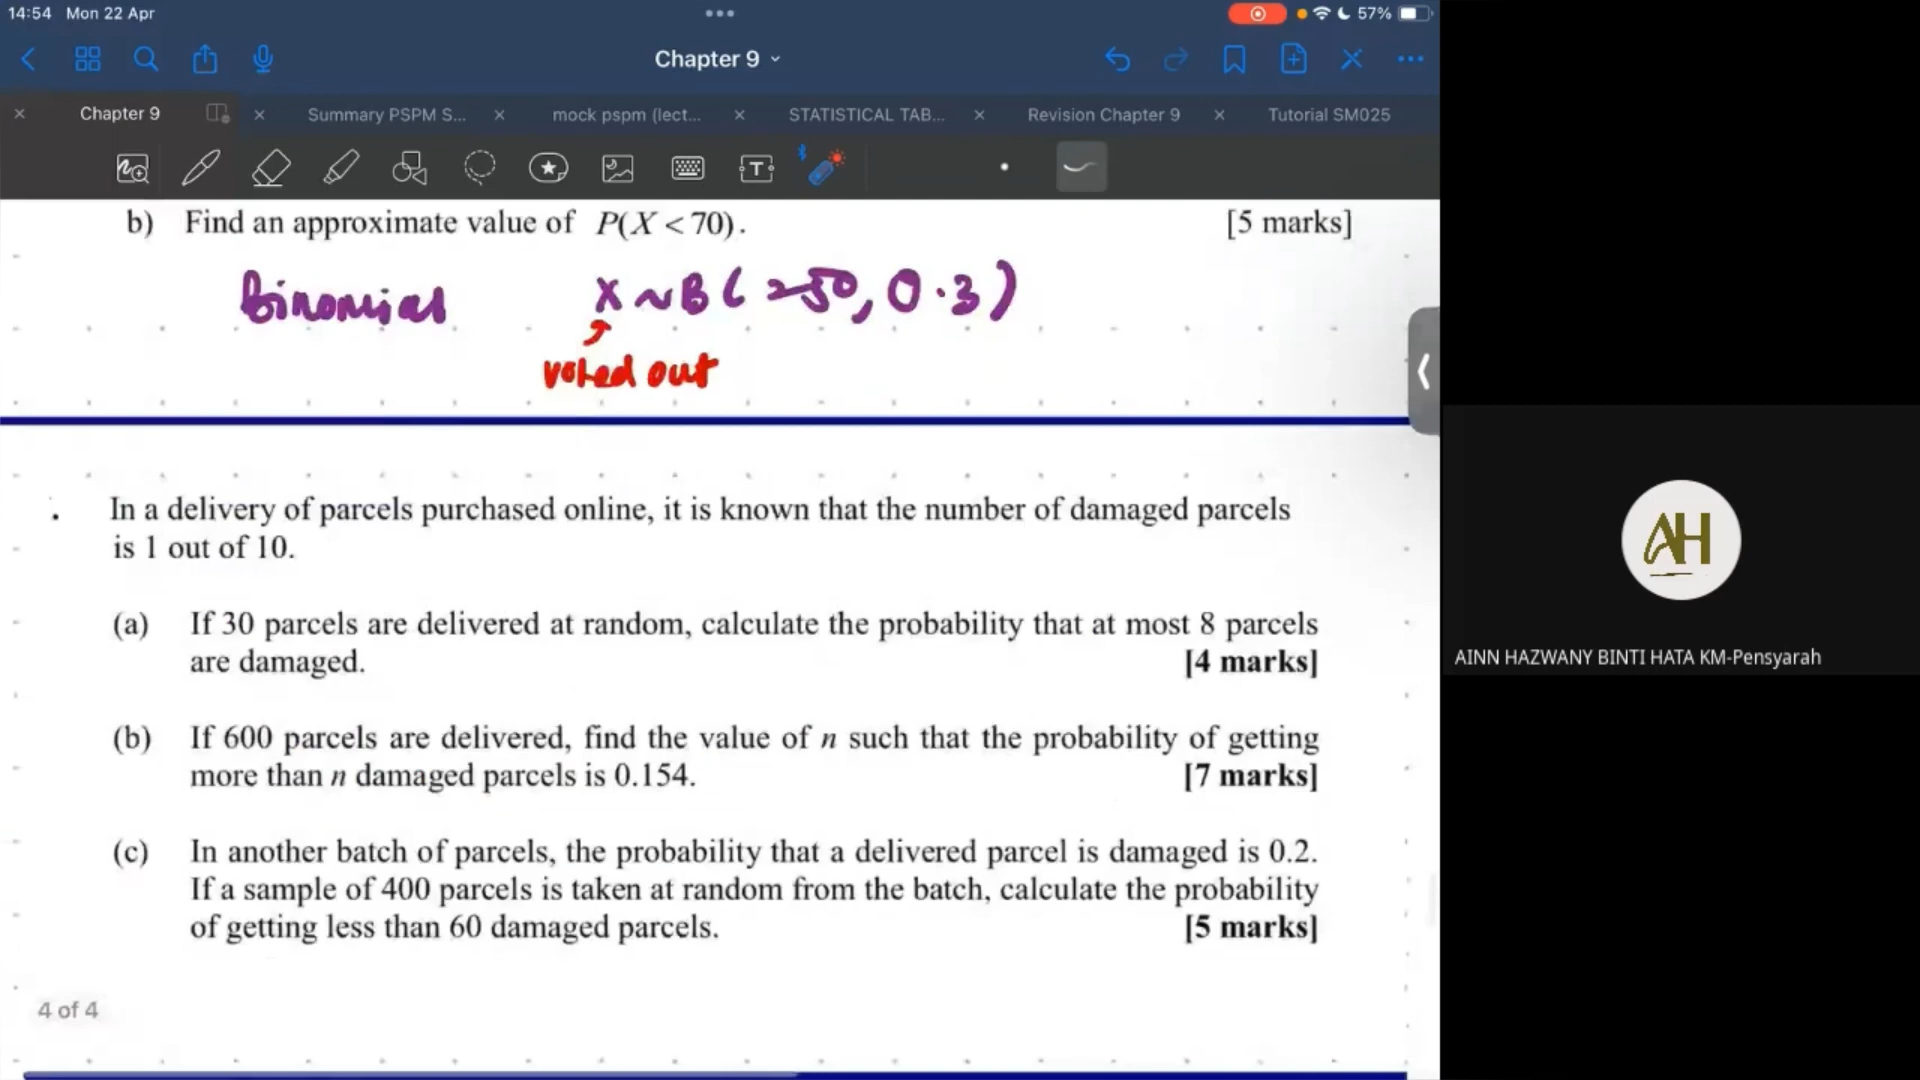 14:54 Mon 22 Apr
57%
Chapter 9
Chapter 9
Summary PSPM S...
mock pspm (lect...
STATISTICAL TAB...
Revision Chapter 9
Tutorial SM025
b) Find an approximate value of P(X < 70). [5 marks]
Binomial X ~ B( 250, 0.3)
voted out
. In a delivery of parcels purchased online, it is known that the number of damaged parcels
is 1 out of 10.
(a) If 30 parcels are delivered at random, calculate the probability that at most 8 parcels
are damaged. [4 marks]
(b) If 600 parcels are delivered, find the value of n such that the probability of getting
more than n damaged parcels is 0.154. [7 marks]
(c) In another batch of parcels, the probability that a delivered parcel is damaged is 0.2.
If a sample of 400 parcels is taken at random from the batch, calculate the probability
of getting less than 60 damaged parcels. [5 marks]
4 of 4
AH
AINN HAZWANY BINTI HATA KM-Pensyarah